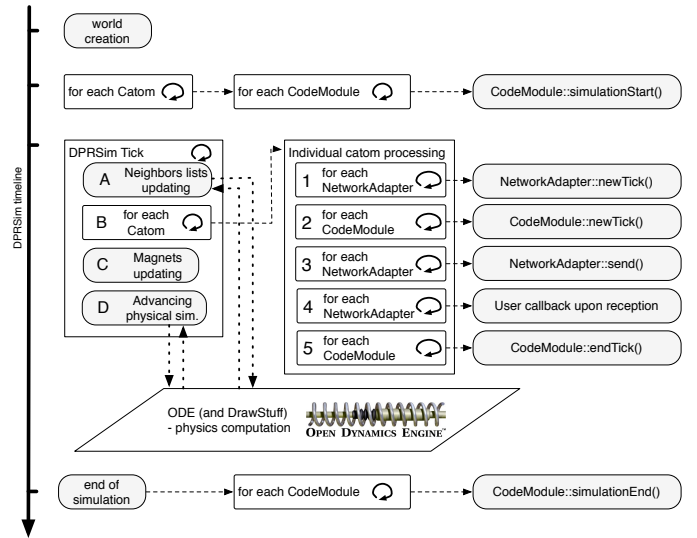 world
creation
for each Catom
for each CodeModule
CodeModule::simulationStart()
DPRSim timeline
DPRSim Tick
A Neighbors lists
updating
B for each
Catom
C Magnets
updating
D Advancing
physical sim.
Individual catom processing
1 for each
NetworkAdapter
NetworkAdapter::newTick()
2 for each
CodeModule
CodeModule::newTick()
3 for each
NetworkAdapter
NetworkAdapter::send()
4 for each
NetworkAdapter
User callback upon reception
5 for each
CodeModule
CodeModule::endTick()
ODE (and DrawStuff)
- physics computation
OPEN DYNAMICS ENGINE™
end of
simulation
for each CodeModule
CodeModule::simulationEnd()